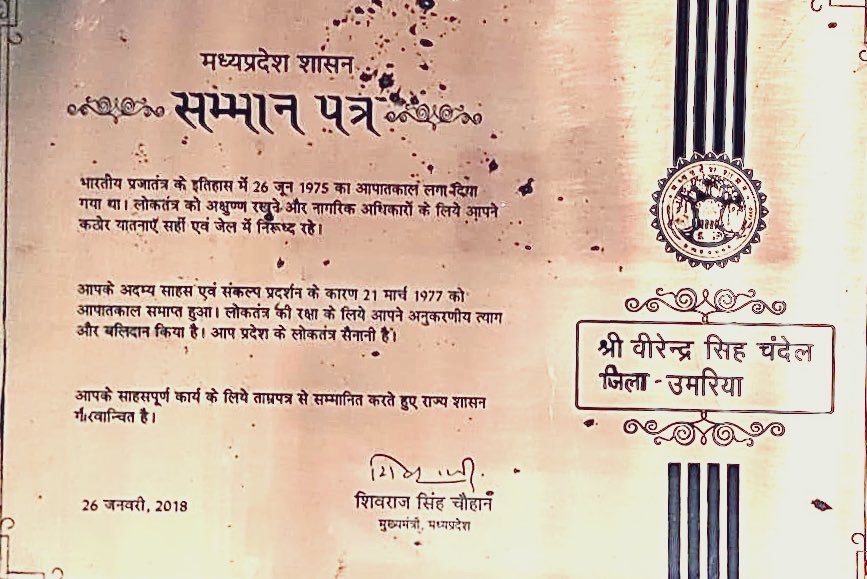 मध्यप्रदेश शासन
सम्मान पत्र
भारतीय प्रजातंत्र के इतिहास में 26 जून 1975 का आपातकाल लगा दिया
गया था। लोकतंत्र को अक्षुण्ण रखने और नागरिक अधिकारों के लिये आपने
कठोर यातनाएँ सहीं एवं जेल में निरूध्द रहे।
आपके अदम्य साहस एवं संकल्प प्रदर्शन के कारण 21 मार्च 1977 को
आपातकाल समाप्त हुआ। लोकतंत्र की रक्षा के लिये आपने अनुकरणीय त्याग
और बलिदान किया है। आप प्रदेश के लोकतंत्र सैनानी है।
आपके साहसपूर्ण कार्य के लिये ताम्रपत्र से सम्मानित करते हुए राज्य शासन
गौरवान्वित है।
श्री वीरेन्द्र सिंह चंदेल
जिला - उमरिया
26 जनवरी, 2018
शिवराज सिंह चौहान
मुख्यमंत्री, मध्यप्रदेश